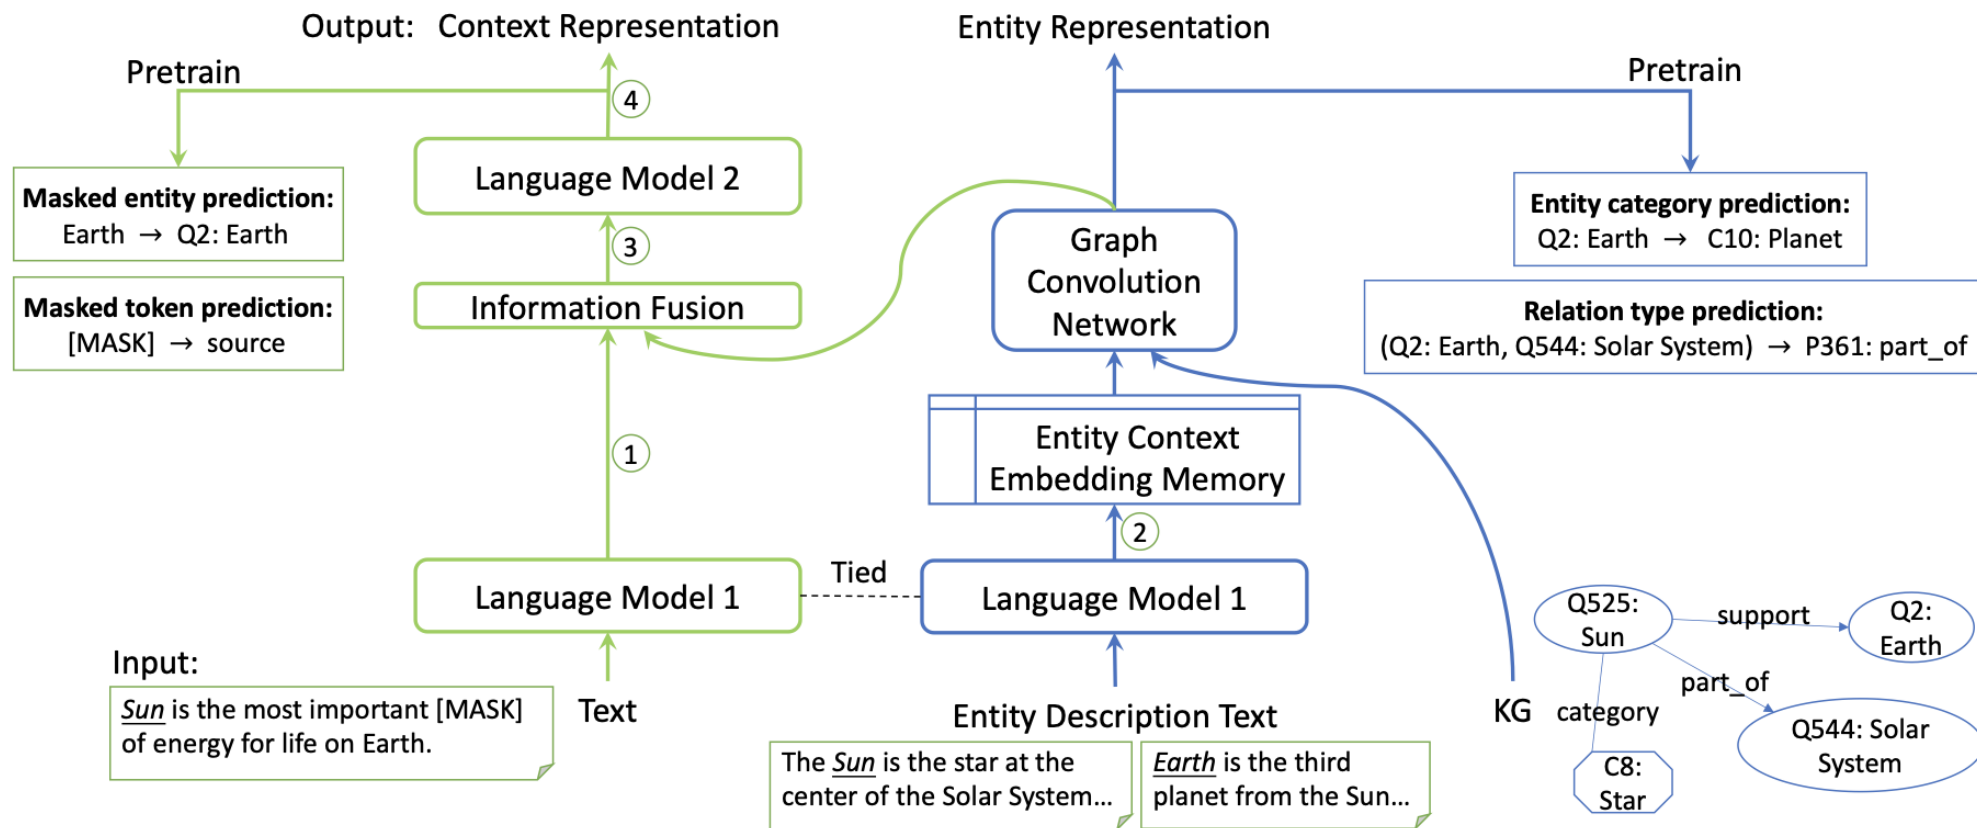 Output: Context Representation
Entity Representation
Pretrain
Pretrain
4
Language Model 2
Masked entity prediction:
Earth → Q2: Earth
Masked token prediction:
[MASK] → source
3
Information Fusion
Graph
Convolution
Network
Entity category prediction:
Q2: Earth → C10: Planet
Relation type prediction:
(Q2: Earth, Q544: Solar System) → P361: part_of
1
Entity Context
Embedding Memory
2
Language Model 1
Tied
Language Model 1
Input:
Sun is the most important [MASK]
of energy for life on Earth.
Text
Entity Description Text
The Sun is the star at the
center of the Solar System...
Earth is the third
planet from the Sun...
KG
Q525:
Sun
support
Q2:
Earth
part_of
category
Q544: Solar
System
C8:
Star